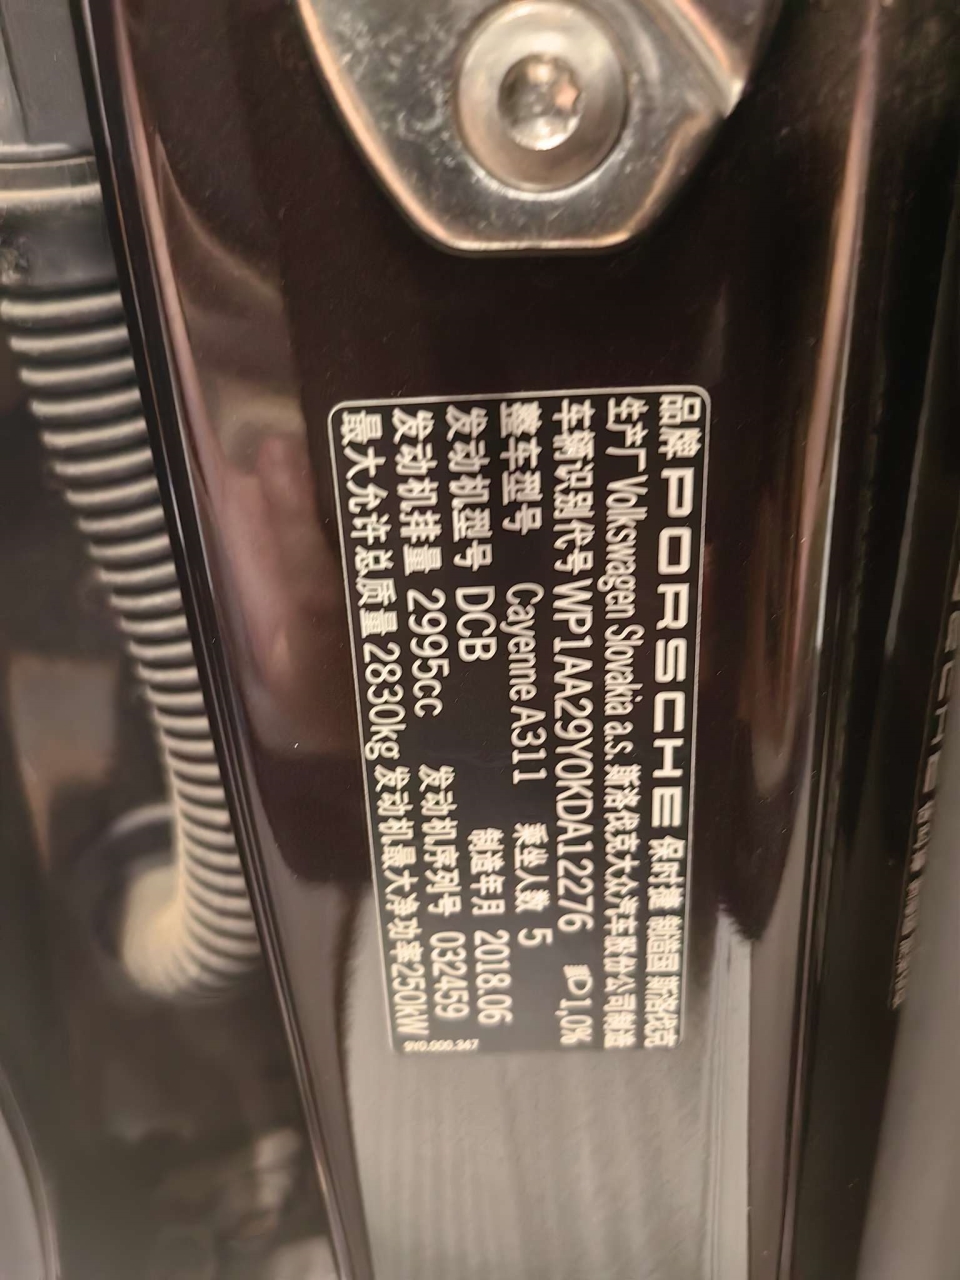 品牌 PORSCHE 保时捷 制造国 斯洛伐克
生产厂 Volkswagen Slovakia a.s. 斯洛伐克大众汽车股份公司制造
车辆识别代号 WP1AA29Y0KDA12276 1,0%
整车型号 Cayenne A311 乘坐人数 5
发动机型号 DCB 制造年月 2018.06
发动机排量 2995cc 发动机序列号 032459
最大允许总质量 2830kg 发动机最大净功率250kW
9Y0.000.347